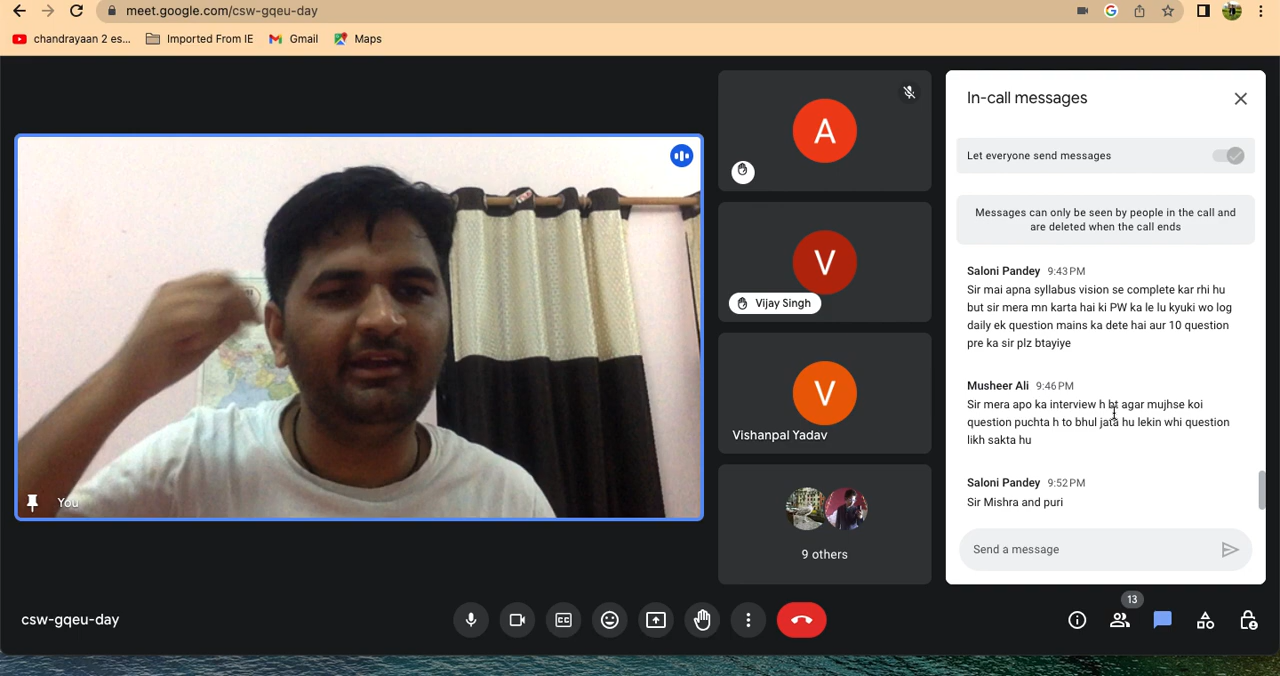 meet.google.com/csw-gqeu-day
chandrayaan 2 es...
Imported From IE
Gmail
Maps
You
A
V
Vijay Singh
V
Vishanpal Yadav
9 others
In-call messages
Let everyone send messages
Messages can only be seen by people in the call and
are deleted when the call ends
Saloni Pandey 9:43 PM
Sir mai apna syllabus vision se complete kar rhi hu
but sir mera mn karta hai ki PW ka le lu kyuki wo log
daily ek question mains ka dete hai aur 10 question
pre ka sir plz btayiye
Musheer Ali 9:46 PM
Sir mera apo ka interview h bt agar mujhse koi
question puchta h to bhul jata hu lekin whi question
likh sakta hu
Saloni Pandey 9:52 PM
Sir Mishra and puri
Send a message
csw-gqeu-day
CC
13